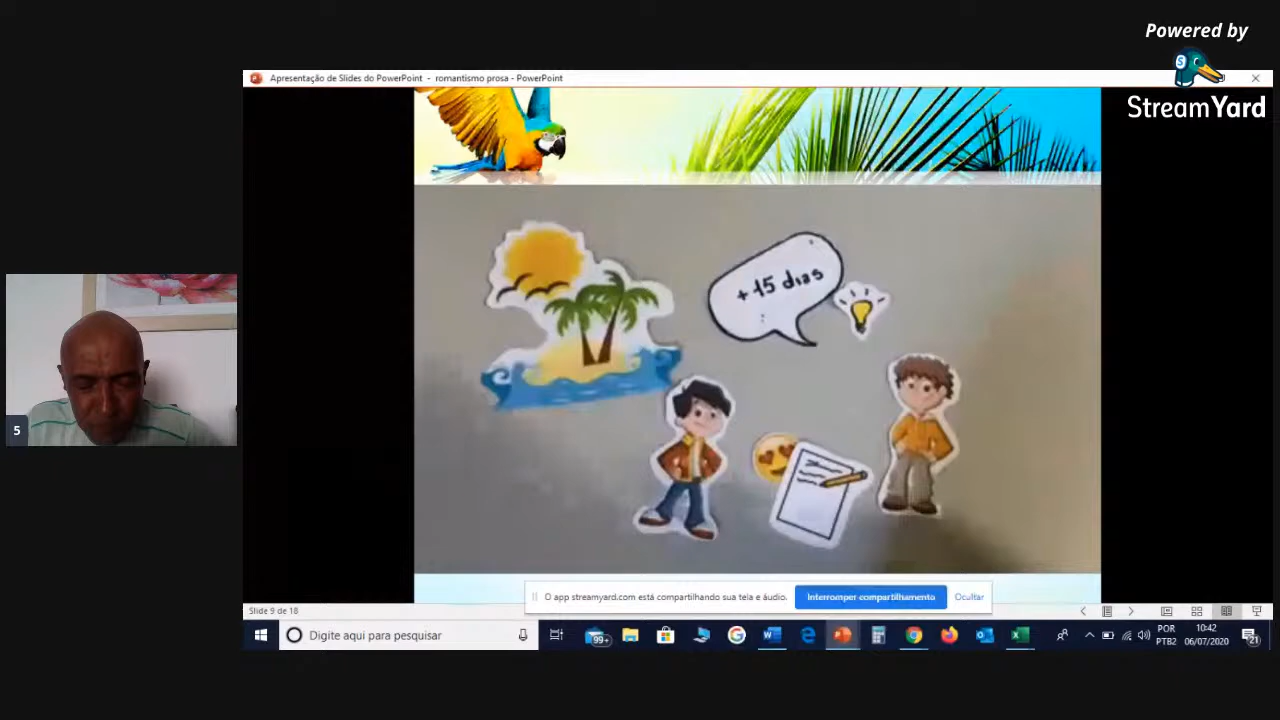 Powered by
StreamYard
Apresentação de Slides do PowerPoint - romantismo prosa - PowerPoint
+ 15 dias
5
O app streamyard.com está compartilhando sua tela e áudio.
Interromper compartilhamento
Ocultar
Slide 9 de 18
Digite aqui para pesquisar
99+
POR
PTB2
10:42
06/07/2020
21